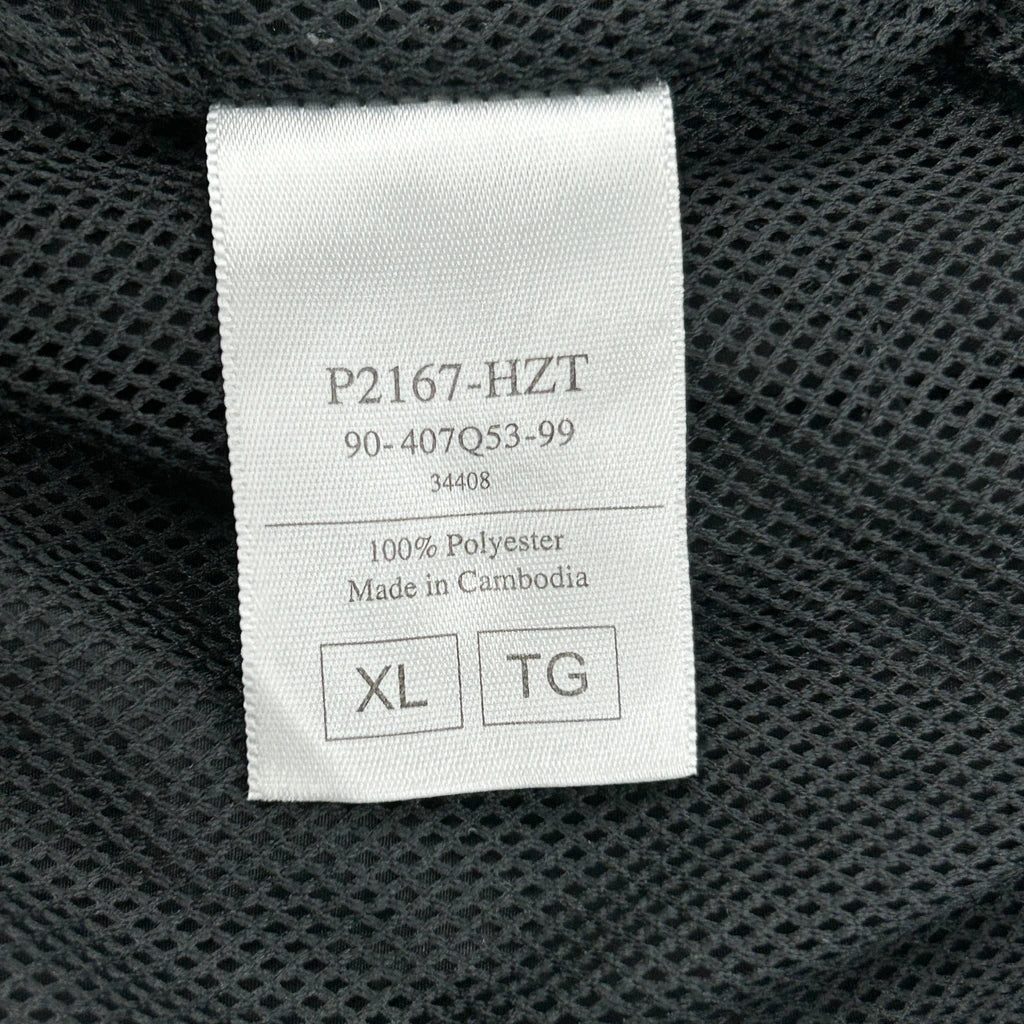 P2167-HZT
90-407Q53-99
34408
100% Polyester
Made in Cambodia
XL TG